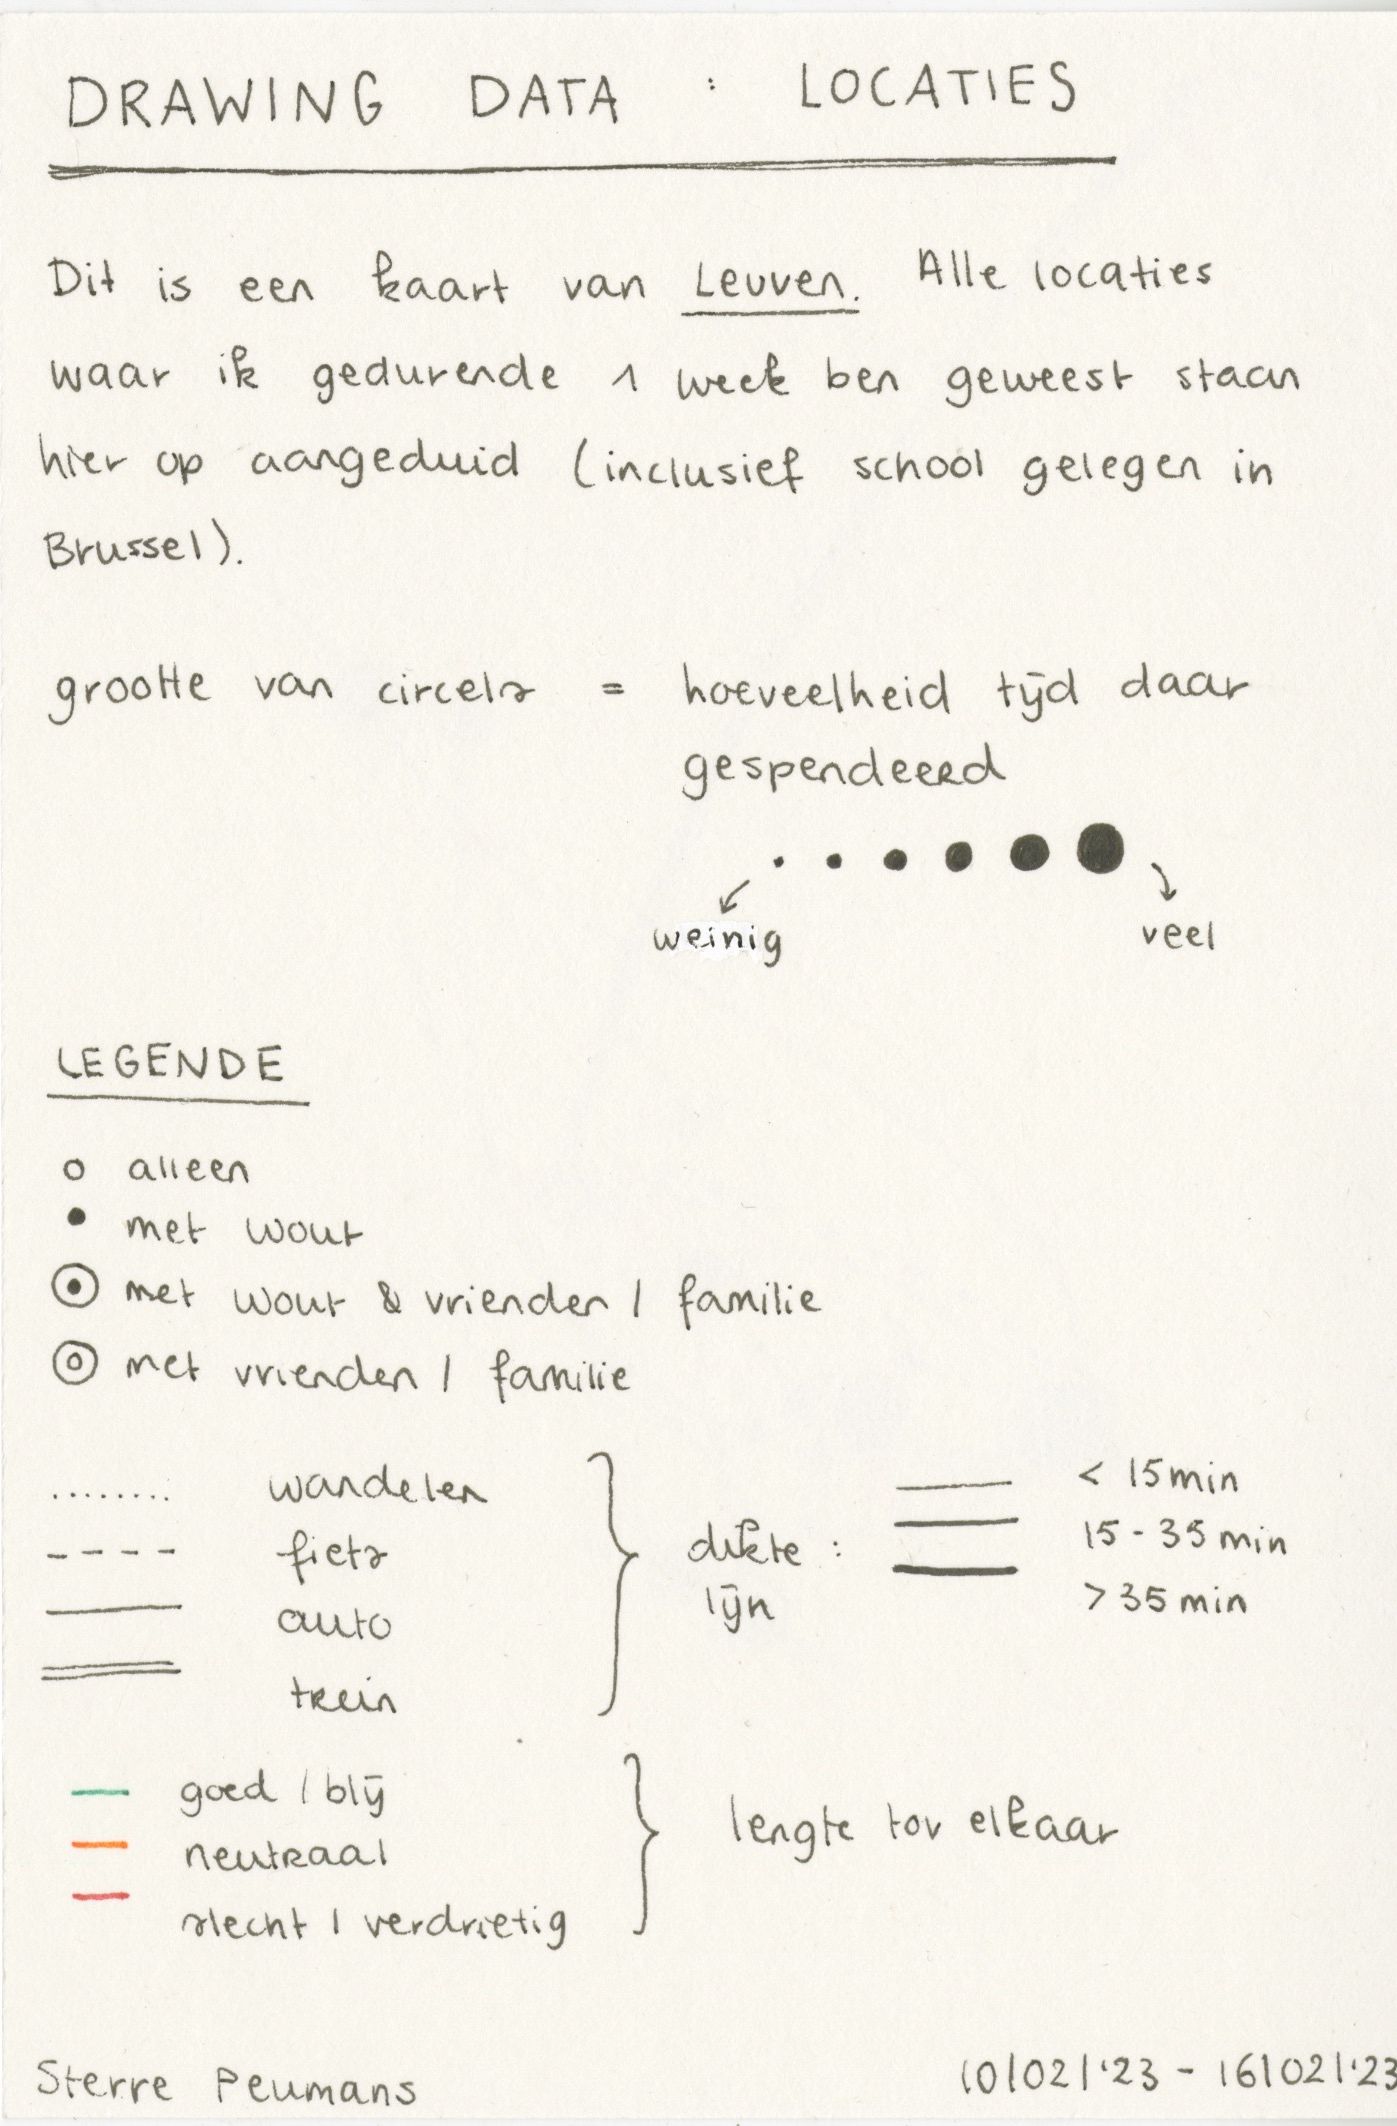 DRAWING DATA : LOCATIES
Dit is een kaart van Leuven. Alle locaties
waar ik gedurende 1 week ben geweest staan
hier op aangeduid (inclusief school gelegen in
Brussel).
grootte van circels = hoeveelheid tijd daar
gespendeerd
weinig veel
LEGENDE
alleen
met wout
met wout & vrienden / familie
met vrienden / familie
wandelen
fiets
auto
trein
dikte :
lijn
< 15min
15 - 35 min
> 35 min
goed / blij
neutraal
slecht / verdrietig
lengte tov elkaar
Sterre Peumans
10/02/'23 - 16/02/'23